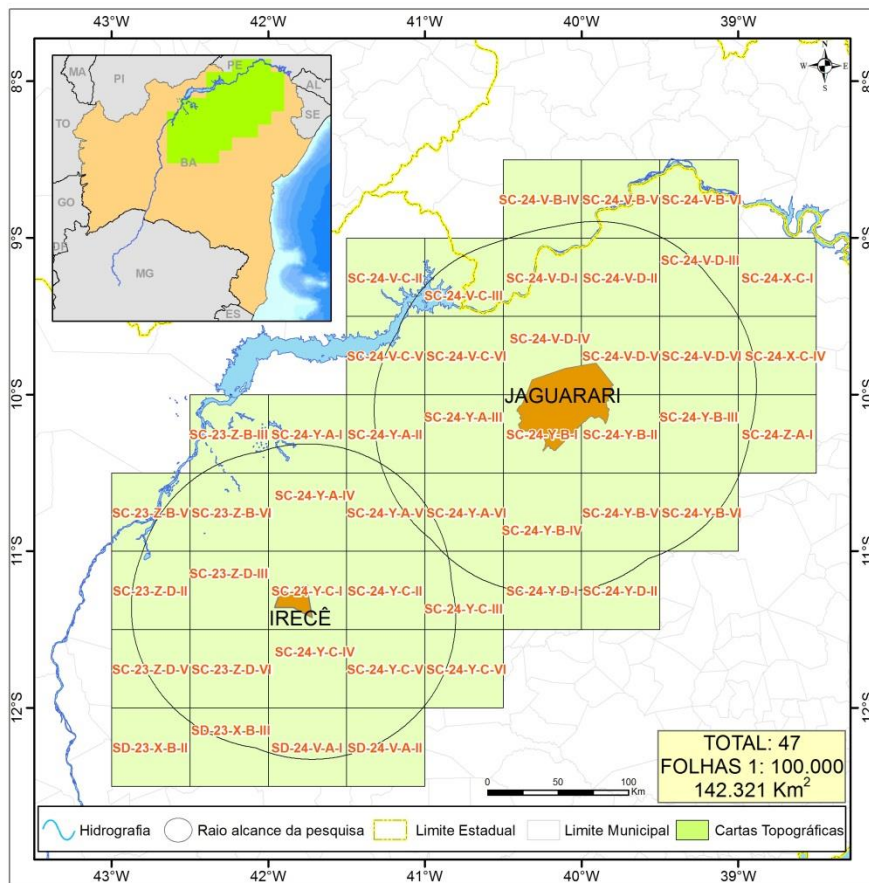 43°W 42°W 41°W 40°W 39°W
8°S 8°S
MA PI PE AL SE
TO BA
GO
DF
MG
ES
N
W E
S
SC-24-V-B-IV SC-24-V-B-V SC-24-V-B-VI
9°S 9°S
SC-24-V-C-II SC-24-V-C-III SC-24-V-D-I SC-24-V-D-II SC-24-V-D-III SC-24-X-C-I
SC-24-V-C-V SC-24-V-C-VI SC-24-V-D-IV SC-24-V-D-V SC-24-V-D-VI SC-24-X-C-IV
10°S 10°S
JAGUARARI
SC-23-Z-B-III SC-24-Y-A-I SC-24-Y-A-II SC-24-Y-A-III SC-24-Y-B-I SC-24-Y-B-II SC-24-Y-B-III SC-24-Z-A-I
SC-23-Z-B-V SC-23-Z-B-VI SC-24-Y-A-IV SC-24-Y-A-V SC-24-Y-A-VI SC-24-Y-B-IV SC-24-Y-B-V SC-24-Y-B-VI
11°S 11°S
SC-23-Z-D-II SC-23-Z-D-III SC-24-Y-C-I SC-24-Y-C-II SC-24-Y-C-III SC-24-Y-D-I SC-24-Y-D-II
IRECÊ
SC-23-Z-D-V SC-23-Z-D-VI SC-24-Y-C-IV SC-24-Y-C-V SC-24-Y-C-VI
12°S 12°S
SD-23-X-B-II SD-23-X-B-III SD-24-V-A-I SD-24-V-A-II
TOTAL: 47
FOLHAS 1: 100.000
142.321 Km²
0 50 100
Km
Hidrografia Raio alcance da pesquisa Limite Estadual Limite Municipal Cartas Topográficas
43°W 42°W 41°W 40°W 39°W